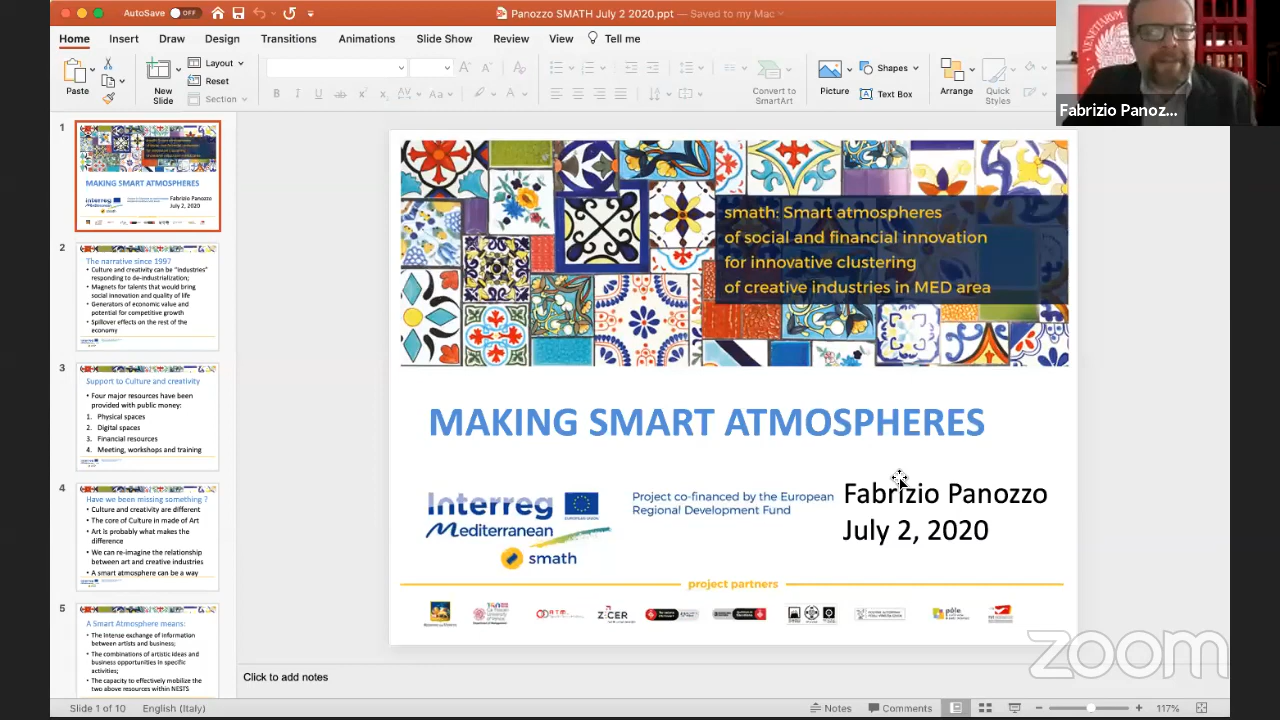 AutoSave
OFF
Panozzo SMATH July 2 2020.ppt — Saved to my Mac
Home
Insert
Draw
Design
Transitions
Animations
Slide Show
Review
View
Tell me
Paste
New
Slide
Layout
Reset
Section
Convert to
SmartArt
Picture
Shapes
Text Box
Arrange
Quick
Styles
Fabrizio Panoz...
1
MAKING SMART ATMOSPHERES
Interreg
Fabrizio Panozzo
July 2, 2020
2
The narrative since 1997
• Culture and creativity can be "industries"
responding to de-industrialization;
• Magnets for talents that would bring
social innovation and quality of life
• Generators of economic value and
potential for competitive growth
• Spillover effects on the rest of the
economy
3
Support to Culture and creativity
• Four major resources have been
provided with public money:
1. Physical spaces
2. Digital spaces
3. Financial resources
4. Meeting, workshops and training
4
Have we been missing something ?
• Culture and creativity are different
• The core of Culture in made of Art
• Art is probably what makes the
difference
• We can re-imagine the relationship
between art and creative industries
• A smart atmosphere can be a way
5
A Smart Atmosphere means:
• The intense exchange of information
between artists and business;
• The combinations of artistic ideas and
business opportunities in specific
activities;
• The capacity to effectively mobilize the
two above resources within NESTS
smath: Smart atmospheres
of social and financial innovation
for innovative clustering
of creative industries in MED area
MAKING SMART ATMOSPHERES
Interreg
EUROPEAN UNION
Mediterranean
smath
Project co-financed by the European
Regional Development Fund
Fabrizio Panozzo
July 2, 2020
project partners
ZICER
pôle
zoom
Click to add notes
Slide 1 of 10
English (Italy)
Notes
Comments
117%